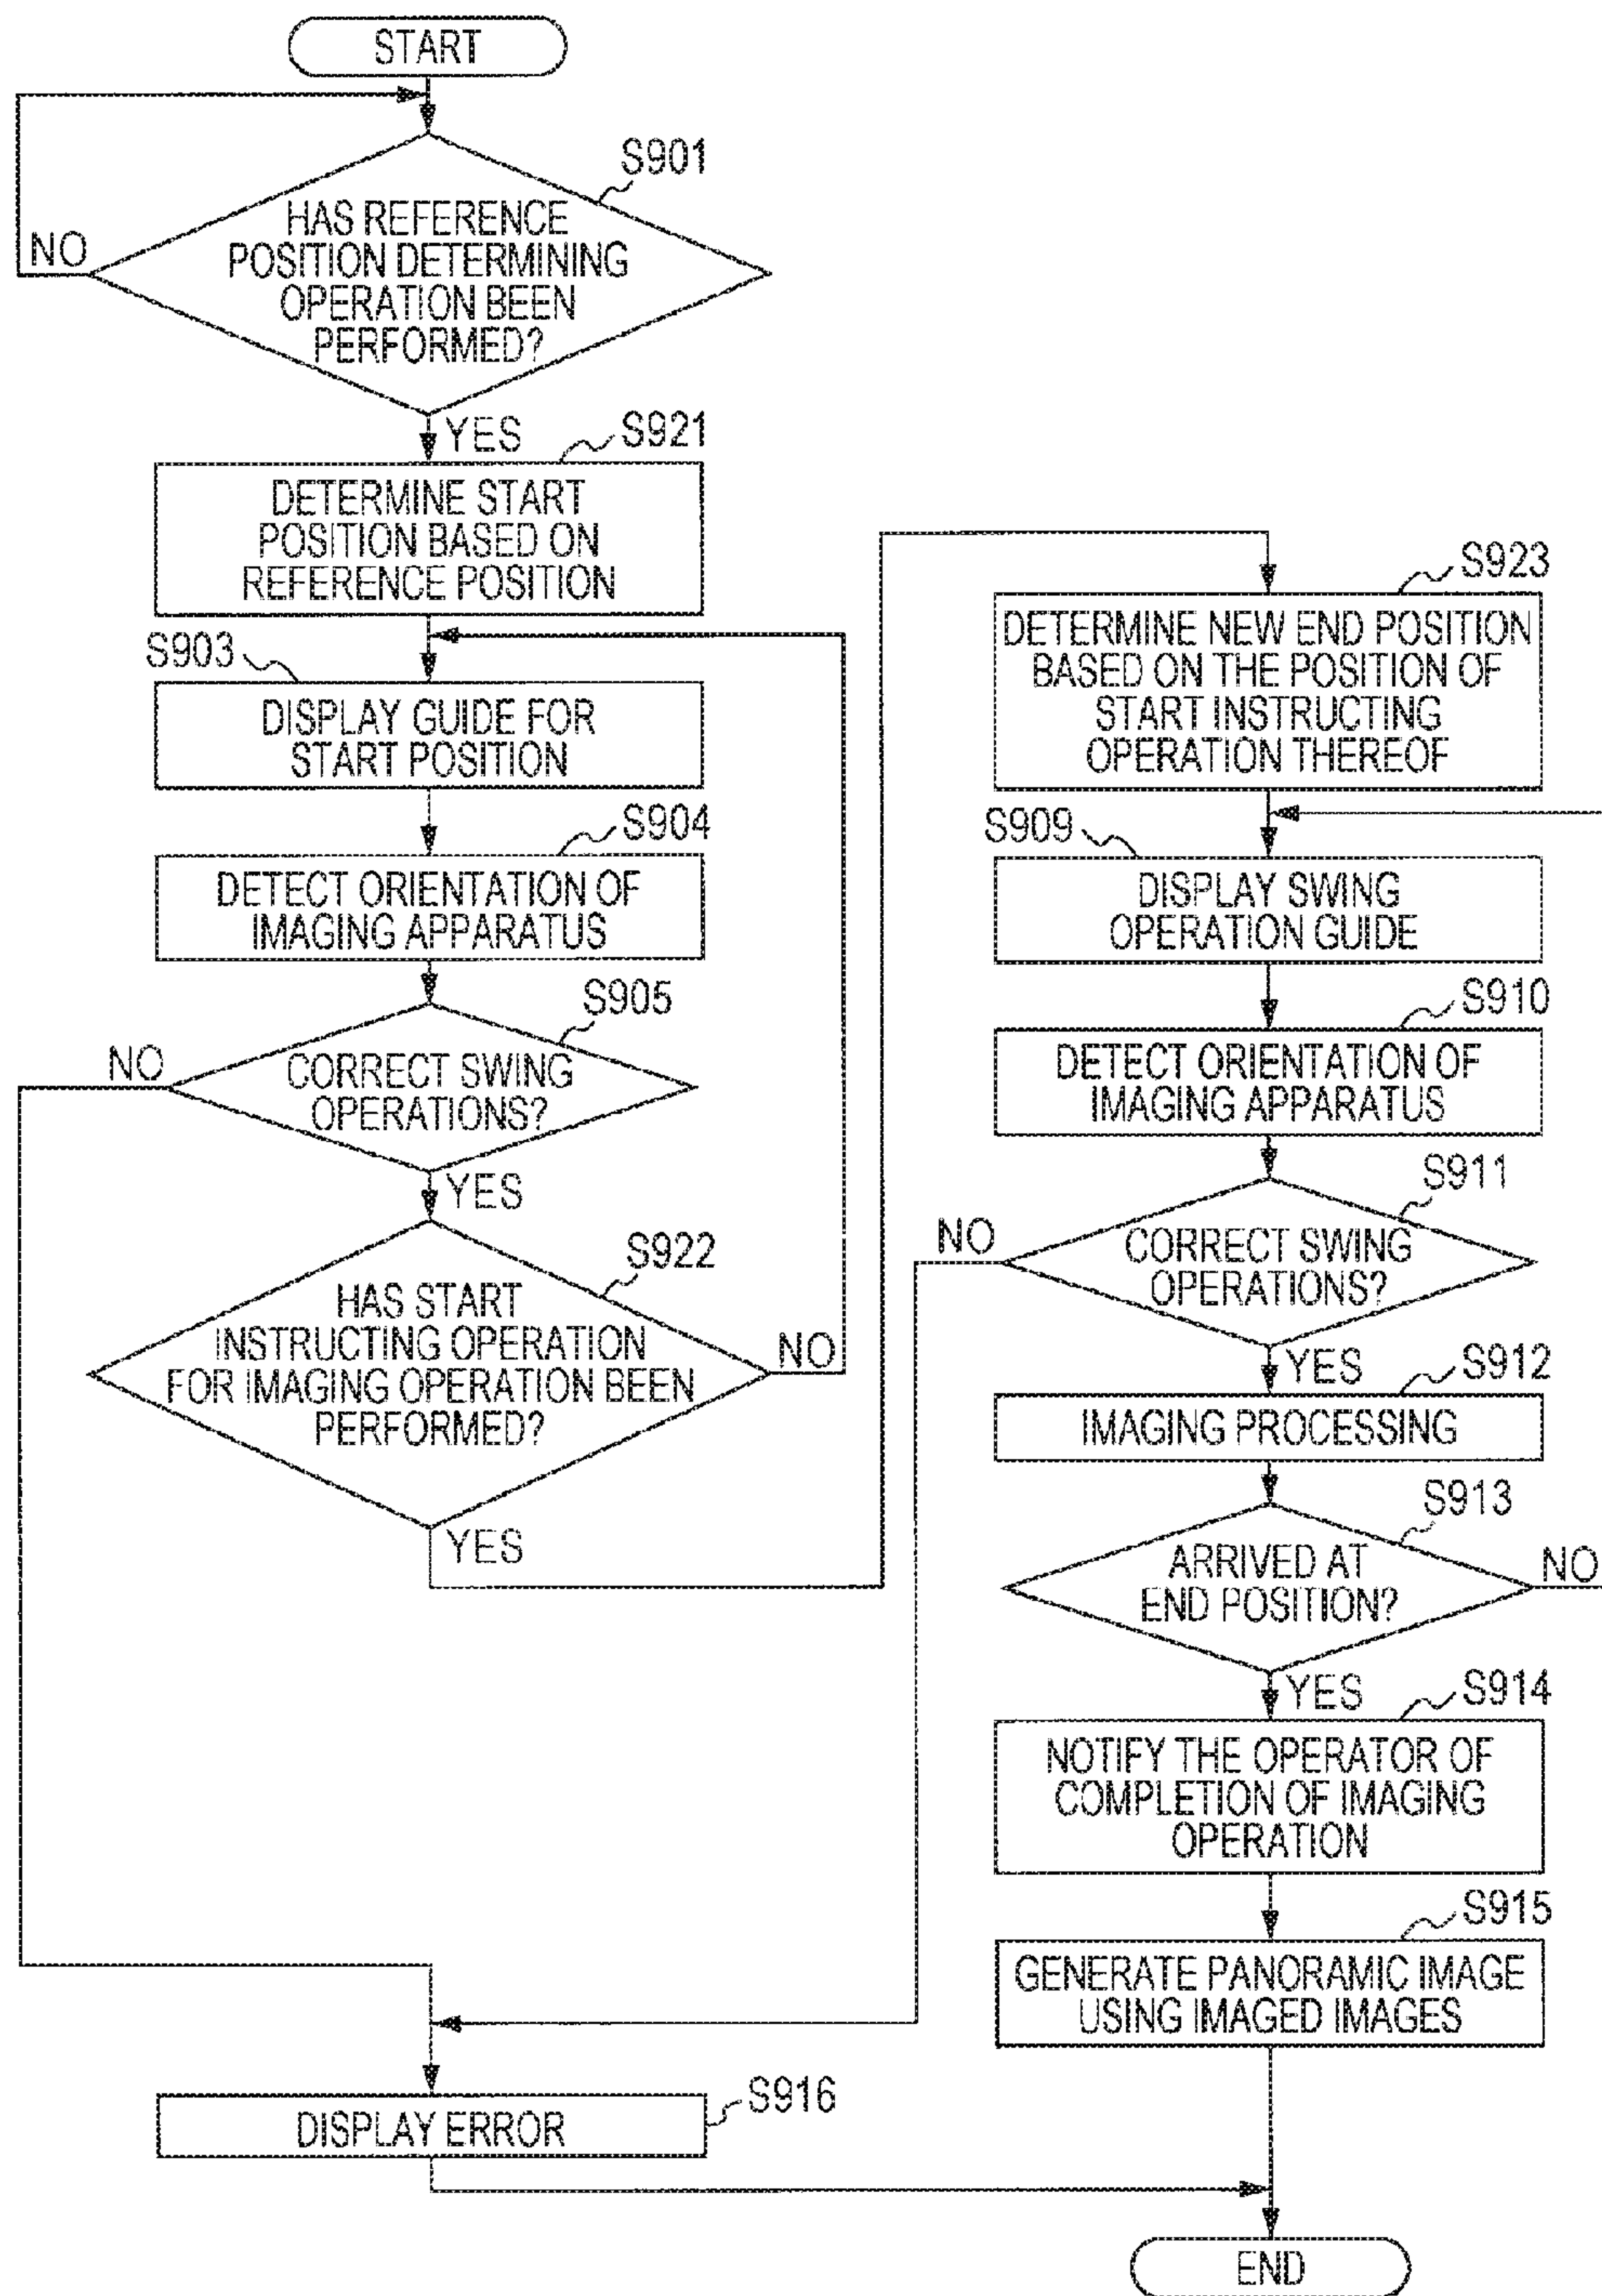 START
S901
HAS REFERENCE
POSITION DETERMINING
OPERATION BEEN
PERFORMED?
NO
YES
S921
DETERMINE START
POSITION BASED ON
REFERENCE POSITION
S903
DISPLAY GUIDE FOR
START POSITION
S904
DETECT ORIENTATION OF
IMAGING APPARATUS
S905
CORRECT SWING
OPERATIONS?
NO
YES
S922
HAS START
INSTRUCTING OPERATION
FOR IMAGING OPERATION BEEN
PERFORMED?
NO
YES
S923
DETERMINE NEW END POSITION
BASED ON THE POSITION OF
START INSTRUCTING
OPERATION THEREOF
S909
DISPLAY SWING
OPERATION GUIDE
S910
DETECT ORIENTATION OF
IMAGING APPARATUS
S911
CORRECT SWING
OPERATIONS?
NO
YES
S912
IMAGING PROCESSING
S913
ARRIVED AT
END POSITION?
NO
YES
S914
NOTIFY THE OPERATOR OF
COMPLETION OF IMAGING
OPERATION
S915
GENERATE PANORAMIC IMAGE
USING IMAGED IMAGES
S916
DISPLAY ERROR
END